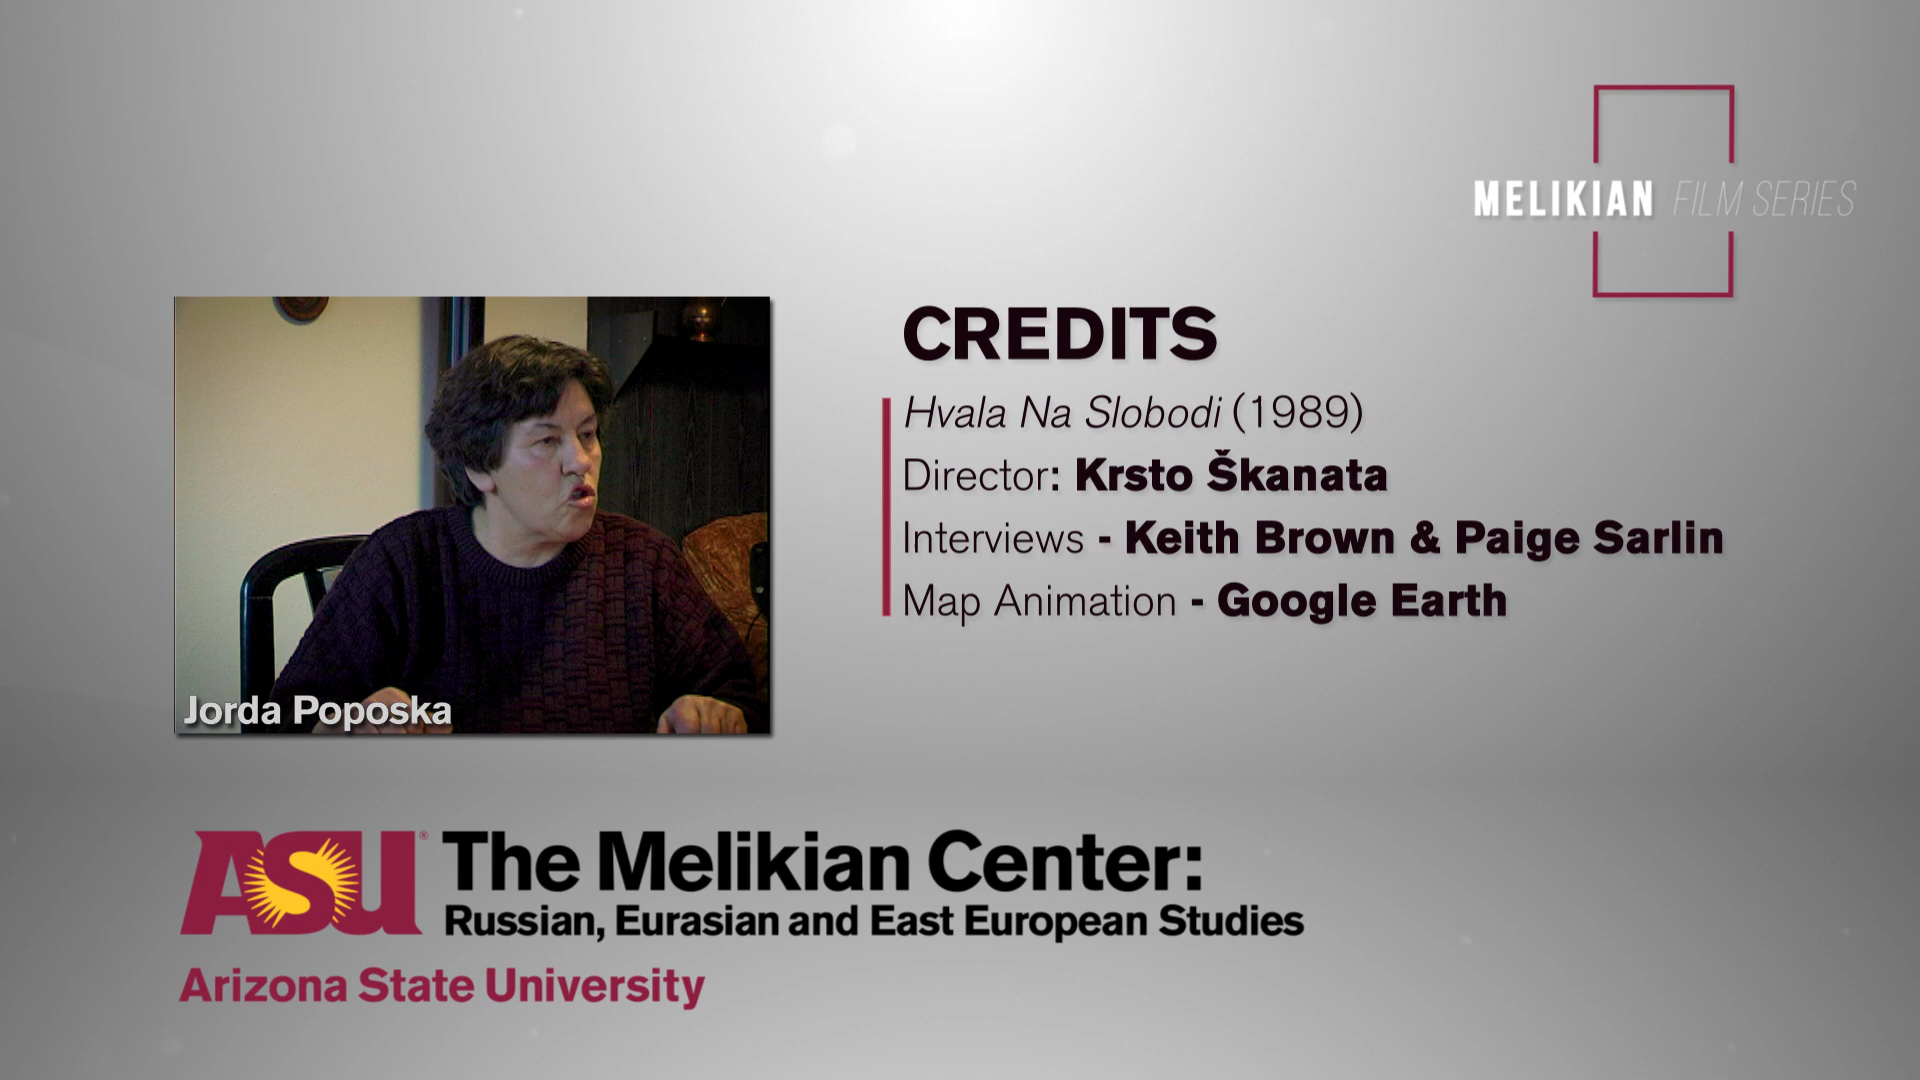 MELIKIAN FILM SERIES
CREDITS
Hvala Na Slobodi (1989)
Director: Krsto Škanata
Interviews - Keith Brown & Paige Sarlin
Map Animation - Google Earth
Jorda Poposka
ASU® The Melikian Center:
Russian, Eurasian and East European Studies
Arizona State University